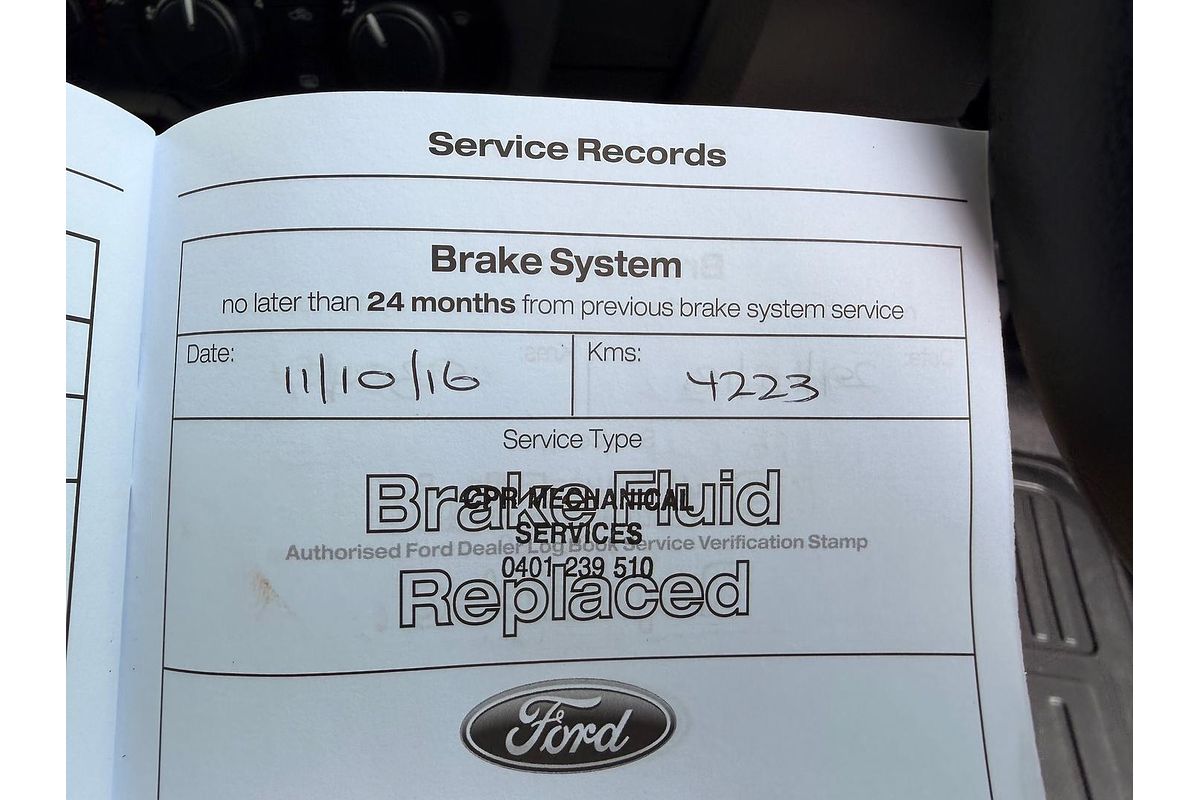 Service Records
Brake System
no later than 24 months from previous brake system service
Date: 11/10/16
Kms: 4223
Service Type
Brake Fluid
CPR MECHANICAL
SERVICES
Authorised Ford Dealer Log Book Service Verification Stamp
0401-239 510
Replaced
Ford